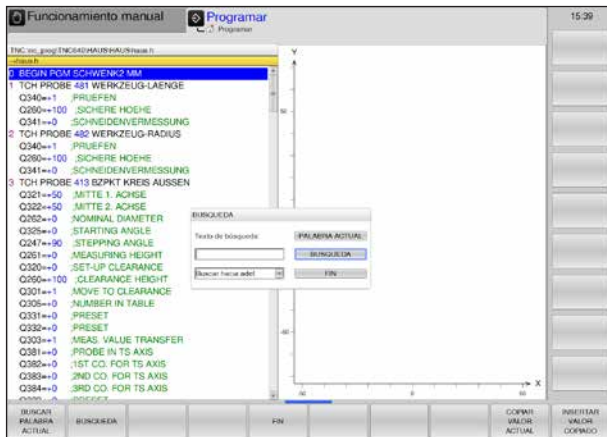 Funcionamiento manual
Programar
Programar
15:39
TNC:\nc_prog\TNC640\HAUS\HAUS\haus.h
→haus.h
0 BEGIN PGM SCHWENK2 MM
1 TCH PROBE 481 WERKZEUG-LAENGE
Q340=+1 ;PRUEFEN
Q260=+100 ;SICHERE HOEHE
Q341=+0 ;SCHNEIDENVERMESSUNG
2 TCH PROBE 482 WERKZEUG-RADIUS
Q340=+1 ;PRUEFEN
Q260=+100 ;SICHERE HOEHE
Q341=+0 ;SCHNEIDENVERMESSUNG
3 TCH PROBE 413 BZPKT KREIS AUSSEN
Q321=+50 ;MITTE 1. ACHSE
Q322=+50 ;MITTE 2. ACHSE
Q262=+0 ;NOMINAL DIAMETER
Q325=+0 ;STARTING ANGLE
Q247=+90 ;STEPPING ANGLE
Q261=+0 ;MEASURING HEIGHT
Q320=+0 ;SET-UP CLEARANCE
Q260=+100 ;CLEARANCE HEIGHT
Q301=+1 ;MOVE TO CLEARANCE
Q305=+0 ;NUMBER IN TABLE
Q331=+0 ;PRESET
Q332=+0 ;PRESET
Q303=+1 ;MEAS. VALUE TRANSFER
Q381=+0 ;PROBE IN TS AXIS
Q382=+0 ;1ST CO. FOR TS AXIS
Q383=+0 ;2ND CO. FOR TS AXIS
Q384=+0 ;3RD CO. FOR TS AXIS
Y
X
BUSQUEDA
Texto de búsqueda:
PALABRA ACTUAL
BUSQUEDA
Buscar hacia adel
FIN
BUSCAR PALABRA ACTUAL
BUSQUEDA
FIN
COPIAR VALOR ACTUAL
INSERTAR VALOR COPIADO